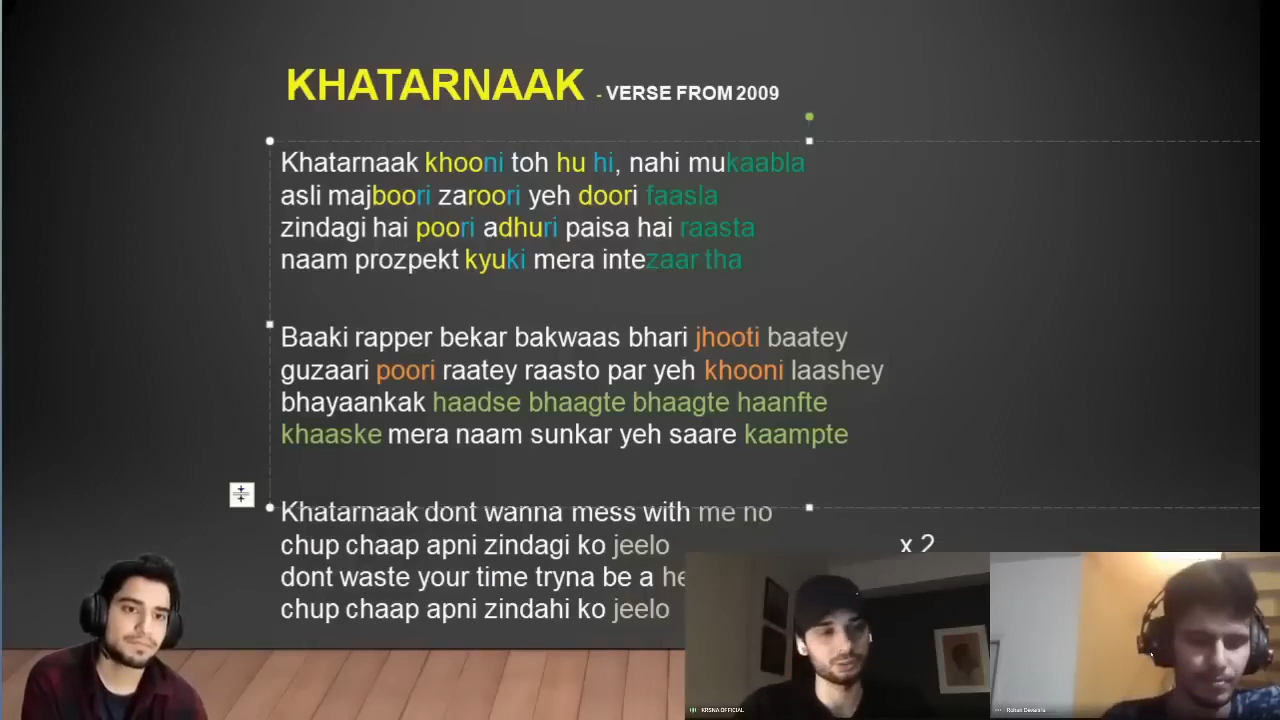 KHATARNAAK - VERSE FROM 2009
Khatarnaak khooni toh hu hi, nahi mukaabla
asli majboori zaroori yeh doori faasla
zindagi hai poori adhuri paisa hai raasta
naam prozpekt kyuki mera intezaar tha
Baaki rapper bekar bakwaas bhari jhooti baatey
guzaari poori raatey raasto par yeh khooni laashey
bhayaankak haadse bhaagte bhaagte haanfte
khaaske mera naam sunkar yeh saare kaampte
Khatarnaak dont wanna mess with me no
chup chaap apni zindagi ko jeelo
x 2
dont waste your time tryna be a he
chup chaap apni zindahi ko jeelo
KRSNA OFFICIAL